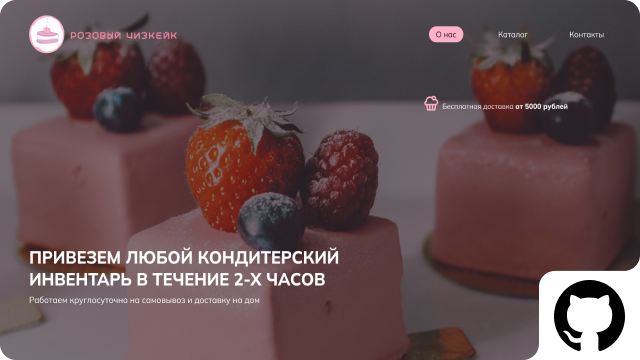 РОЗОВЫЙ ЧИЗКЕЙК
О нас
Каталог
Контакты
Бесплатная доставка от 5000 рублей
ПРИВЕЗЕМ ЛЮБОЙ КОНДИТЕРСКИЙ
ИНВЕНТАРЬ В ТЕЧЕНИЕ 2-Х ЧАСОВ
Работаем круглосуточно на самовывоз и доставку на дом